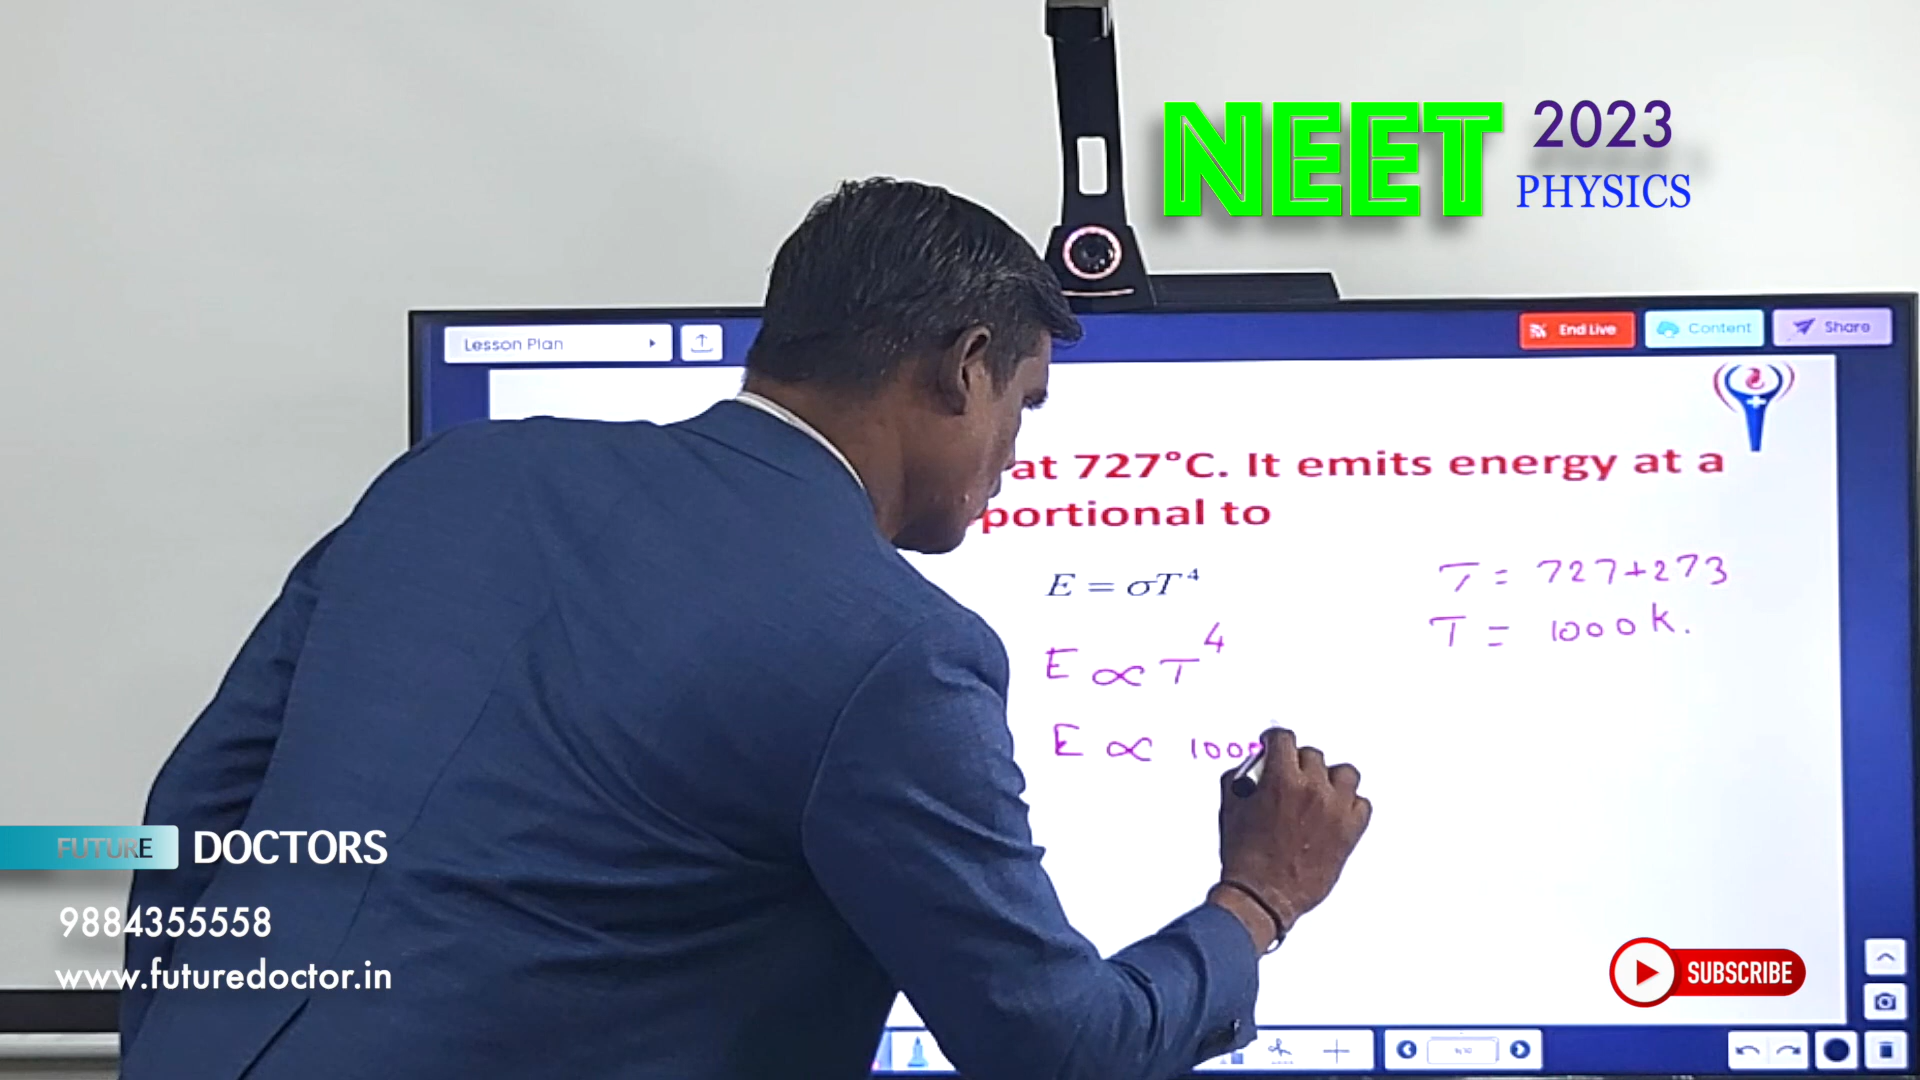 NEET 2023
PHYSICS
Lesson Plan
End Live
Content
Share
at 727°C. It emits energy at a
portional to
E = σT⁴
T = 727+273
E ∝ T⁴
T = 1000 K.
E ∝ 100
FUTURE DOCTORS
9884355558
www.futuredoctor.in
SUBSCRIBE